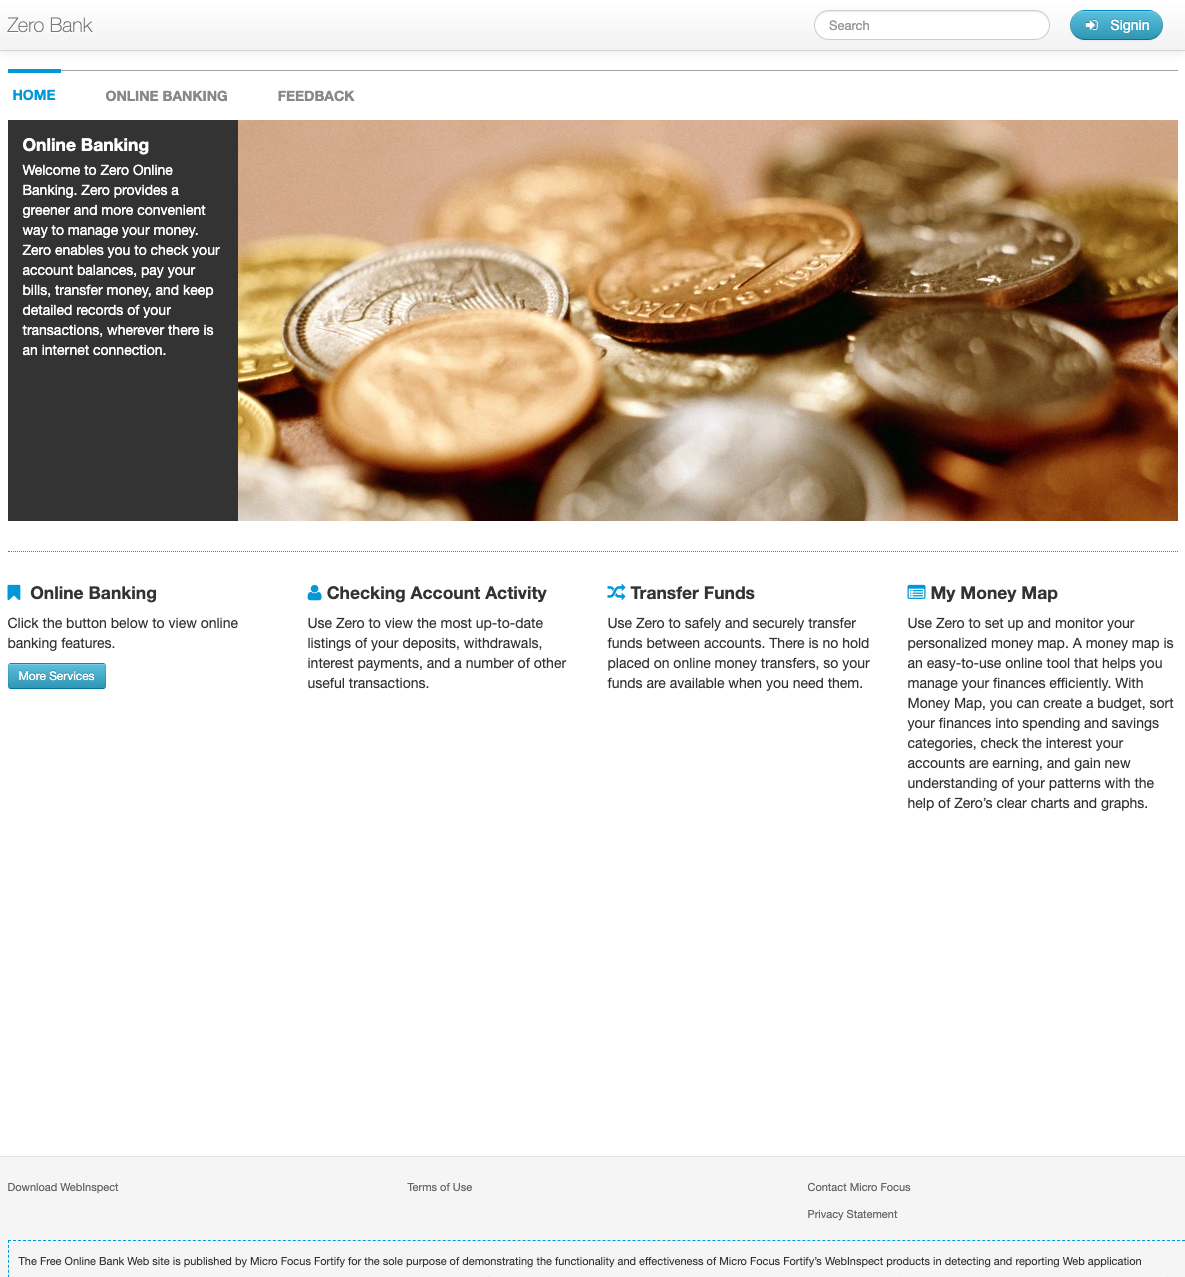 Zero Bank
Search
Signin
HOME
ONLINE BANKING
FEEDBACK
Online Banking
Welcome to Zero Online
Banking. Zero provides a
greener and more convenient
way to manage your money.
Zero enables you to check your
account balances, pay your
bills, transfer money, and keep
detailed records of your
transactions, wherever there is
an internet connection.
Online Banking
Click the button below to view online
banking features.
More Services
Checking Account Activity
Use Zero to view the most up-to-date
listings of your deposits, withdrawals,
interest payments, and a number of other
useful transactions.
Transfer Funds
Use Zero to safely and securely transfer
funds between accounts. There is no hold
placed on online money transfers, so your
funds are available when you need them.
My Money Map
Use Zero to set up and monitor your
personalized money map. A money map is
an easy-to-use online tool that helps you
manage your finances efficiently. With
Money Map, you can create a budget, sort
your finances into spending and savings
categories, check the interest your
accounts are earning, and gain new
understanding of your patterns with the
help of Zero's clear charts and graphs.
Download WebInspect
Terms of Use
Contact Micro Focus
Privacy Statement
The Free Online Bank Web site is published by Micro Focus Fortify for the sole purpose of demonstrating the functionality and effectiveness of Micro Focus Fortify's WebInspect products in detecting and reporting Web application